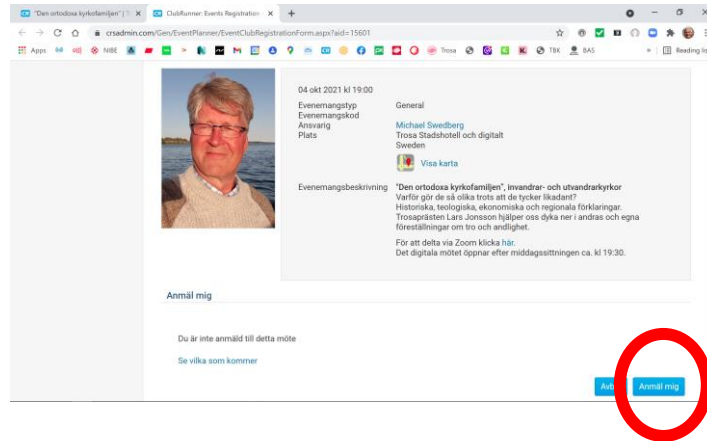 "Den ortodoxa kyrkofamiljen" | T
ClubRunner: Events Registration
crsadmin.com/Gen/EventPlanner/EventClubRegistrationForm.aspx?aid=15601
Apps
NIBE
Trosa
TBK
BAS
»
Reading lis
04 okt 2021 kl 19:00
Evenemangstyp General
Evenemangskod
Ansvarig Michael Swedberg
Plats Trosa Stadshotell och digitalt
Sweden
Visa karta
Evenemangsbeskrivning "Den ortodoxa kyrkofamiljen", invandrar- och utvandrarkyrkor
Varför gör de så olika trots att de tycker likadant?
Historiska, teologiska, ekonomiska och regionala förklaringar.
Trosaprästen Lars Jonsson hjälper oss dyka ner i andras och egna
föreställningar om tro och andlighet.
För att delta via Zoom klicka här.
Det digitala mötet öppnar efter middagssittningen ca. kl 19:30.
Anmäl mig
Du är inte anmäld till detta möte
Se vilka som kommer
Anmäl mig